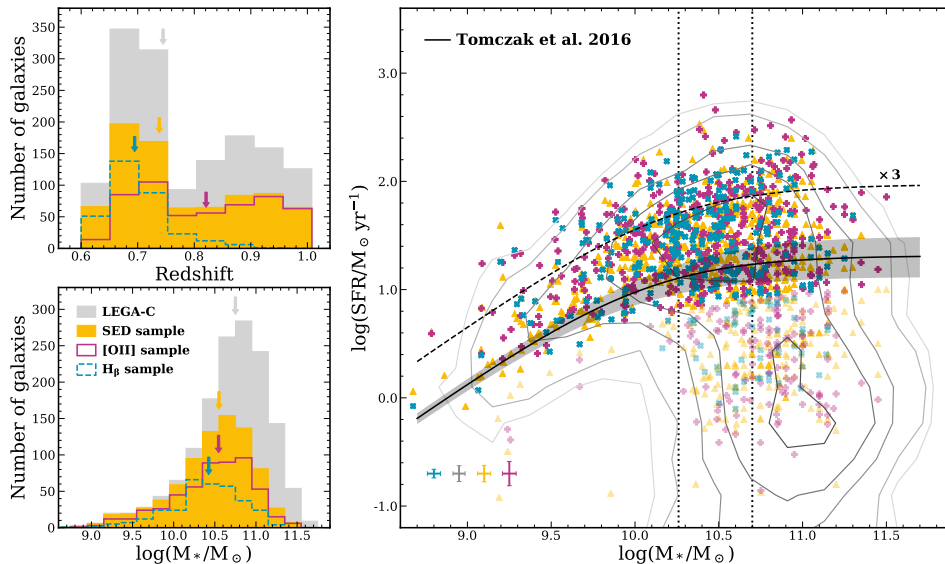 Number of galaxies
350
300
250
200
150
100
50
0
0.6 0.7 0.8 0.9 1.0
Redshift
Number of galaxies
300
250
200
150
100
50
0
LEGA-C
SED sample
[OII] sample
Hβ sample
9.0 9.5 10.0 10.5 11.0 11.5
log(M*/M⊙)
log(SFR/M⊙ yr⁻¹)
3.0
2.0
1.0
0.0
-1.0
Tomczak et al. 2016
×3
9.0 9.5 10.0 10.5 11.0 11.5
log(M*/M⊙)